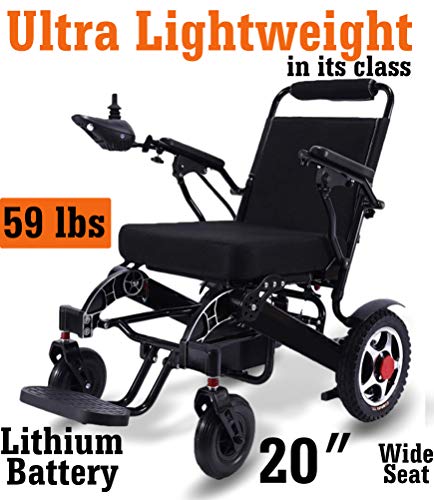 Ultra Lightweight
in its class
59 lbs
Lithium
Battery
20"
Wide
Seat